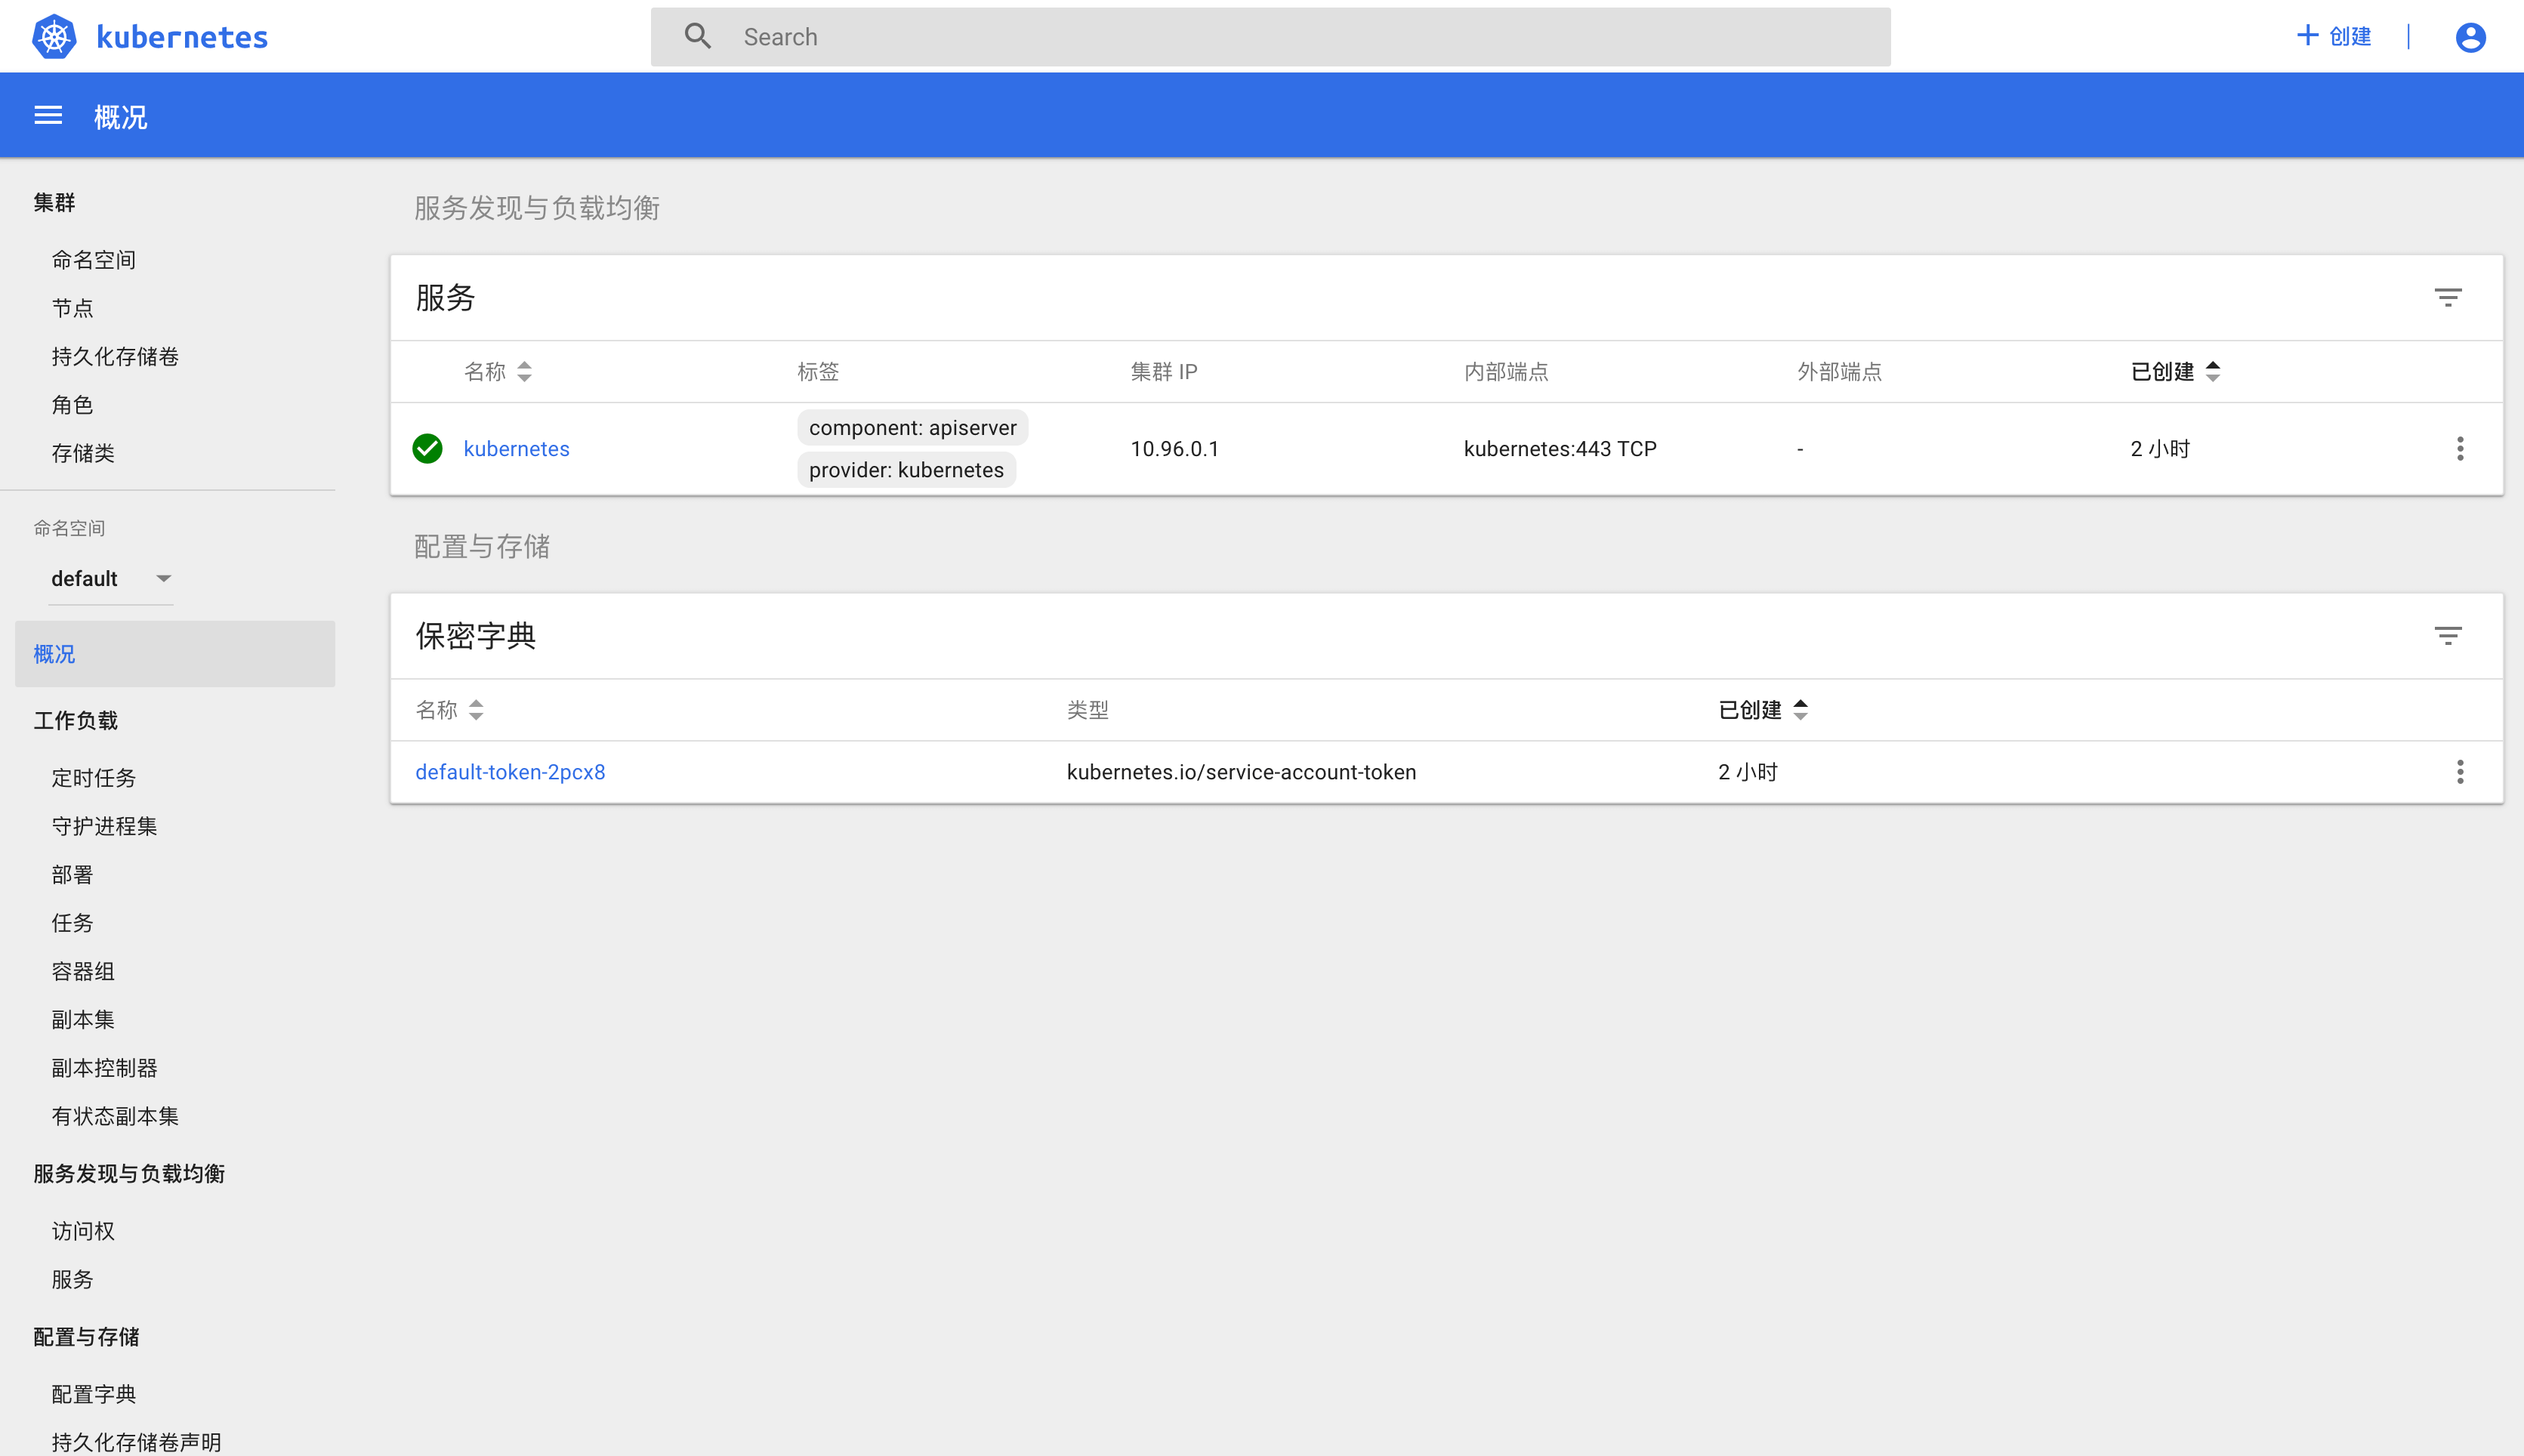 kubernetes
Search
创建
概况
集群
命名空间
节点
持久化存储卷
角色
存储类
命名空间
default
概况
工作负载
定时任务
守护进程集
部署
任务
容器组
副本集
副本控制器
有状态副本集
服务发现与负载均衡
访问权
服务
配置与存储
配置字典
持久化存储卷声明
服务发现与负载均衡
服务
名称 标签 集群 IP 内部端点 外部端点 已创建
kubernetes component: apiserver provider: kubernetes 10.96.0.1 kubernetes:443 TCP - 2 小时
配置与存储
保密字典
名称 类型 已创建
default-token-2pcx8 kubernetes.io/service-account-token 2 小时